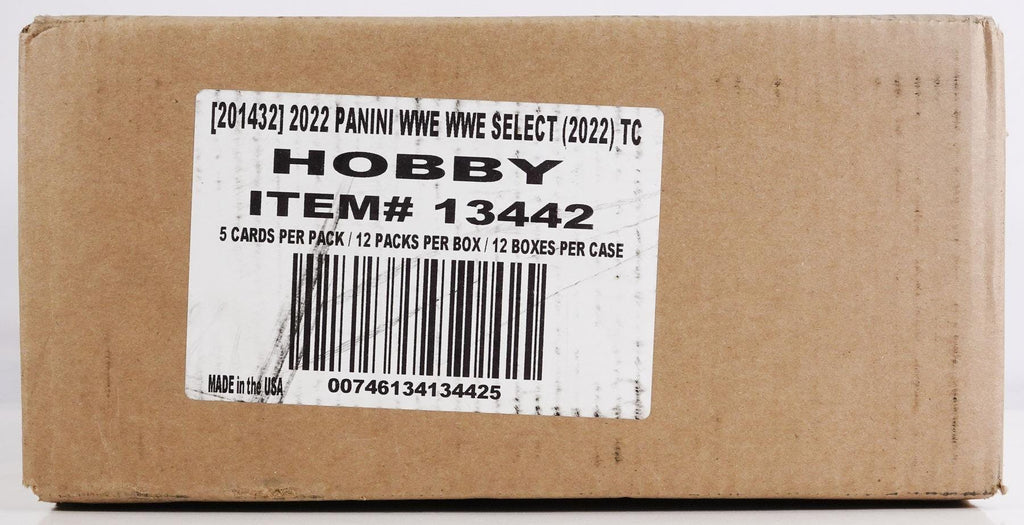 [201432] 2022 PANINI WWE WWE SELECT (2022) TC
HOBBY
ITEM# 13442
5 CARDS PER PACK / 12 PACKS PER BOX / 12 BOXES PER CASE
00746134134425
MADE in the USA